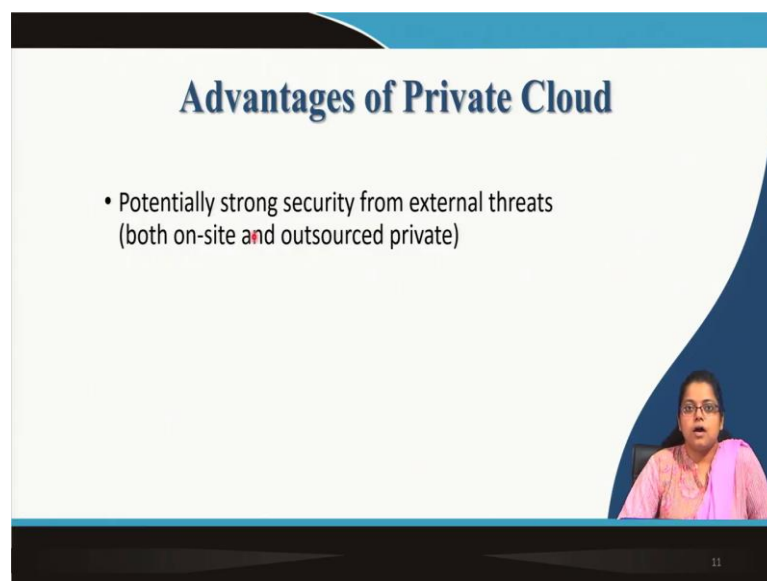 Advantages of Private Cloud
• Potentially strong security from external threats
(both on-site and outsourced private)
11